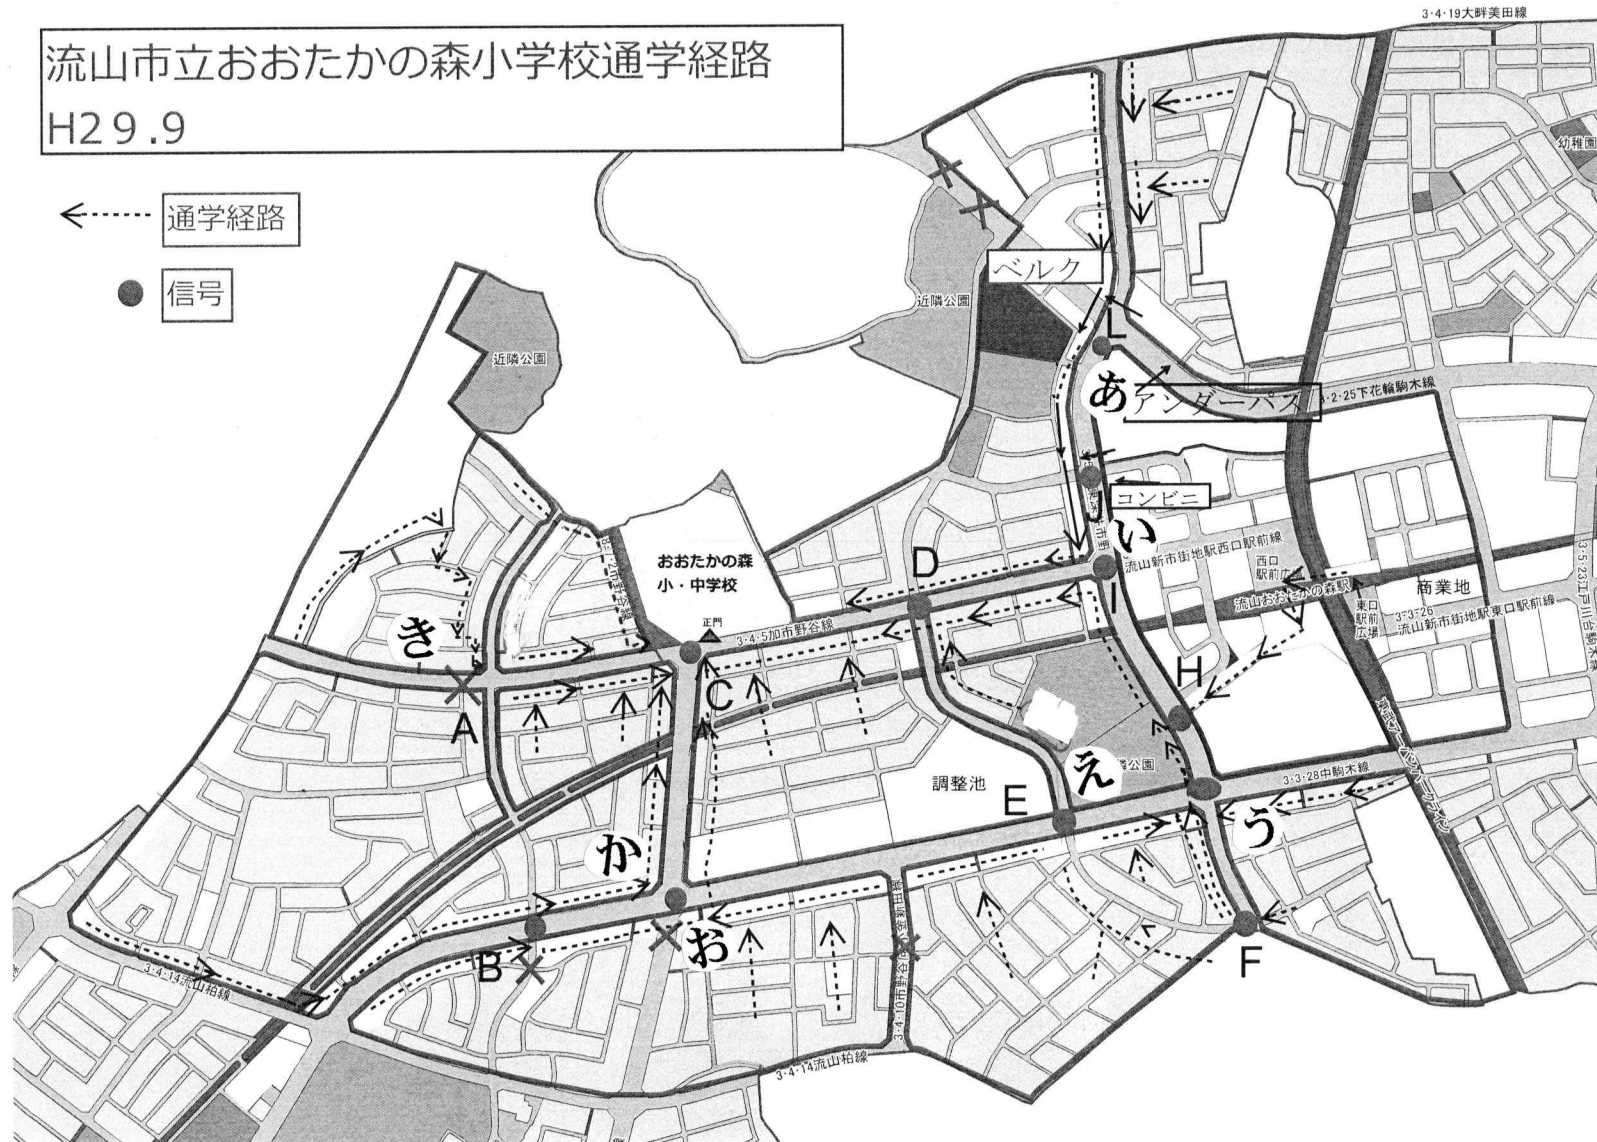 流山市立おおたかの森小学校通学経路
H29.9
通学経路
信号
3・4・19大畔美田線
幼稚園
ベルク
近隣公園
L
近隣公園
あ
アンダーパス
3・2・25下花輪駒木線
コンビニ
J
い
おおたかの森
小・中学校
正門
D
流山新市街地駅西口駅前線
西口
I
流山おおたかの森駅
商業地
東口
駅前
広場
3・3・26
流山新市街地駅東口駅前線
3・4・5加市野谷線
き
A
C
H
え
調整池
E
3・3・28中駒木線
う
か
B
お
F
3・4・14流山柏線
3・4・14流山柏線